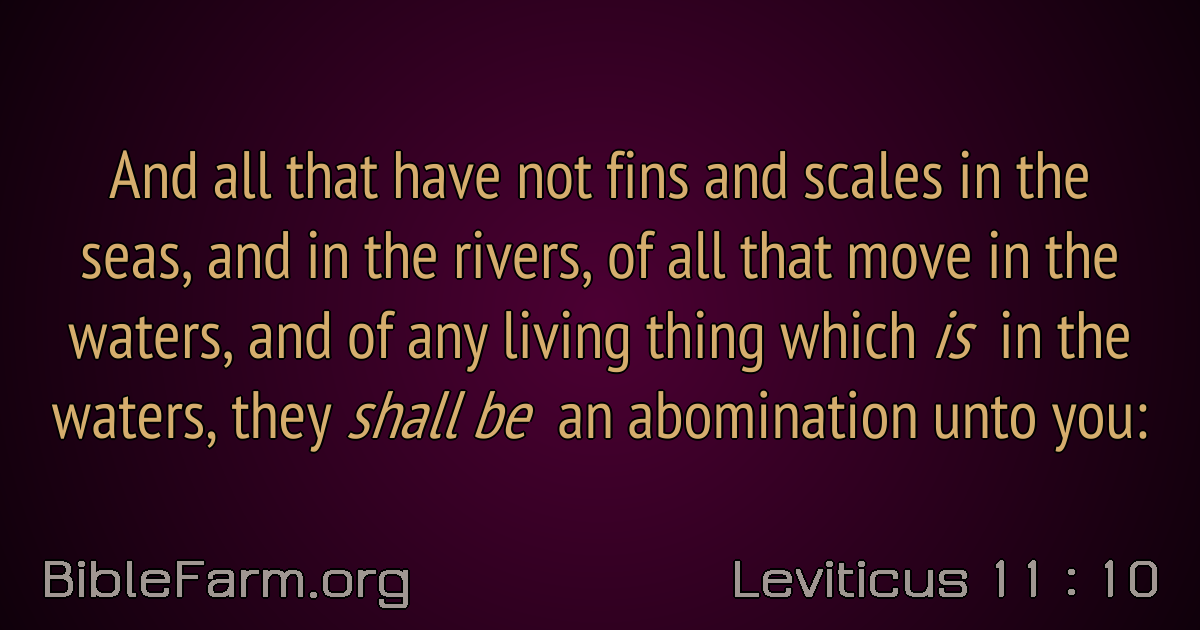 And all that have not fins and scales in the
seas, and in the rivers, of all that move in the
waters, and of any living thing which is in the
waters, they shall be an abomination unto you:
BibleFarm.org
Leviticus 11 : 10